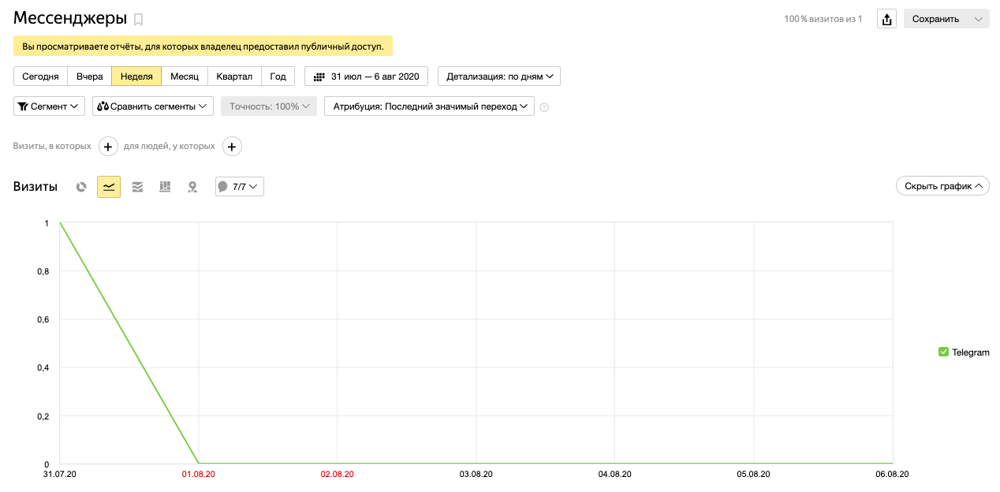 Мессенджеры
100 % визитов из 1
Сохранить
Вы просматриваете отчёты, для которых владелец предоставил публичный доступ.
Сегодня Вчера Неделя Месяц Квартал Год 31 июл — 6 авг 2020 Детализация: по дням
Сегмент Сравнить сегменты Точность: 100% Атрибуция: Последний значимый переход ?
Визиты, в которых + для людей, у которых +
Визиты 7/7 Скрыть график
1
0,8
0,6
0,4
0,2
0
Telegram
31.07.20 01.08.20 02.08.20 03.08.20 04.08.20 05.08.20 06.08.20